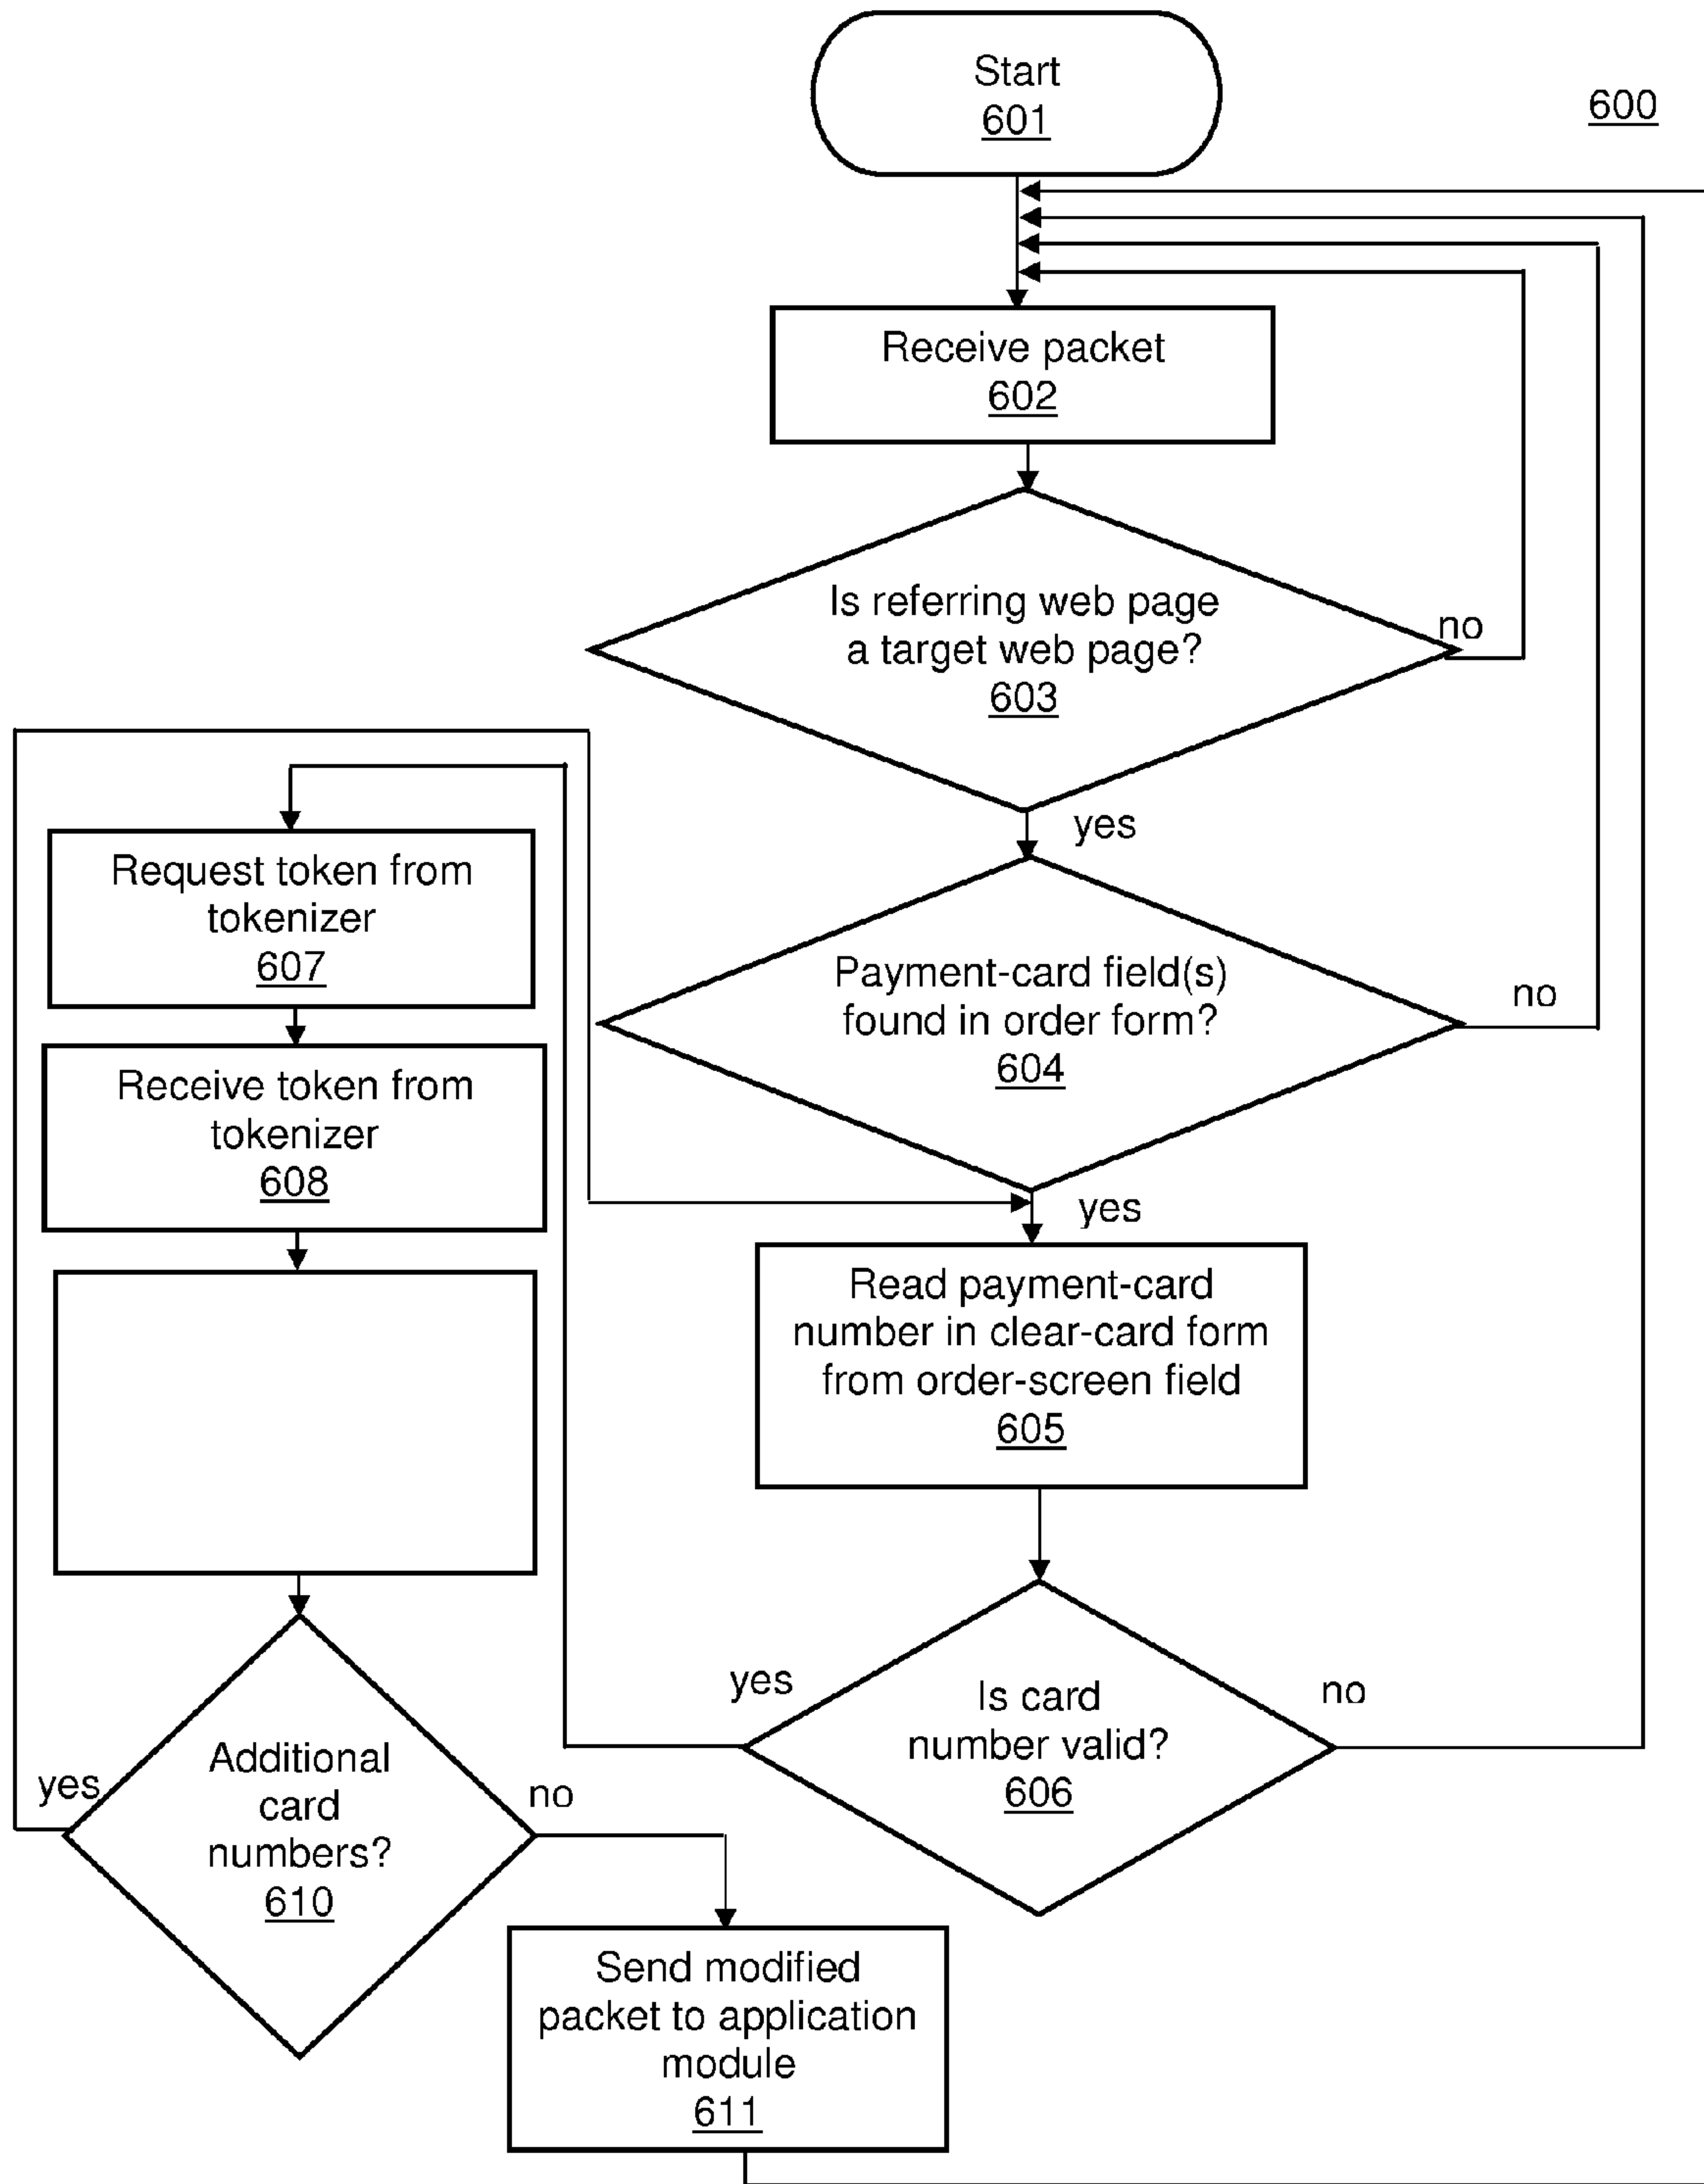 Start
601
600
Receive packet
602
Is referring web page
a target web page?
603
no
yes
Payment-card field(s)
found in order form?
604
no
yes
Read payment-card
number in clear-card form
from order-screen field
605
Is card
number valid?
606
yes
no
Request token from
tokenizer
607
Receive token from
tokenizer
608
Additional
card
numbers?
610
yes
no
Send modified
packet to application
module
611